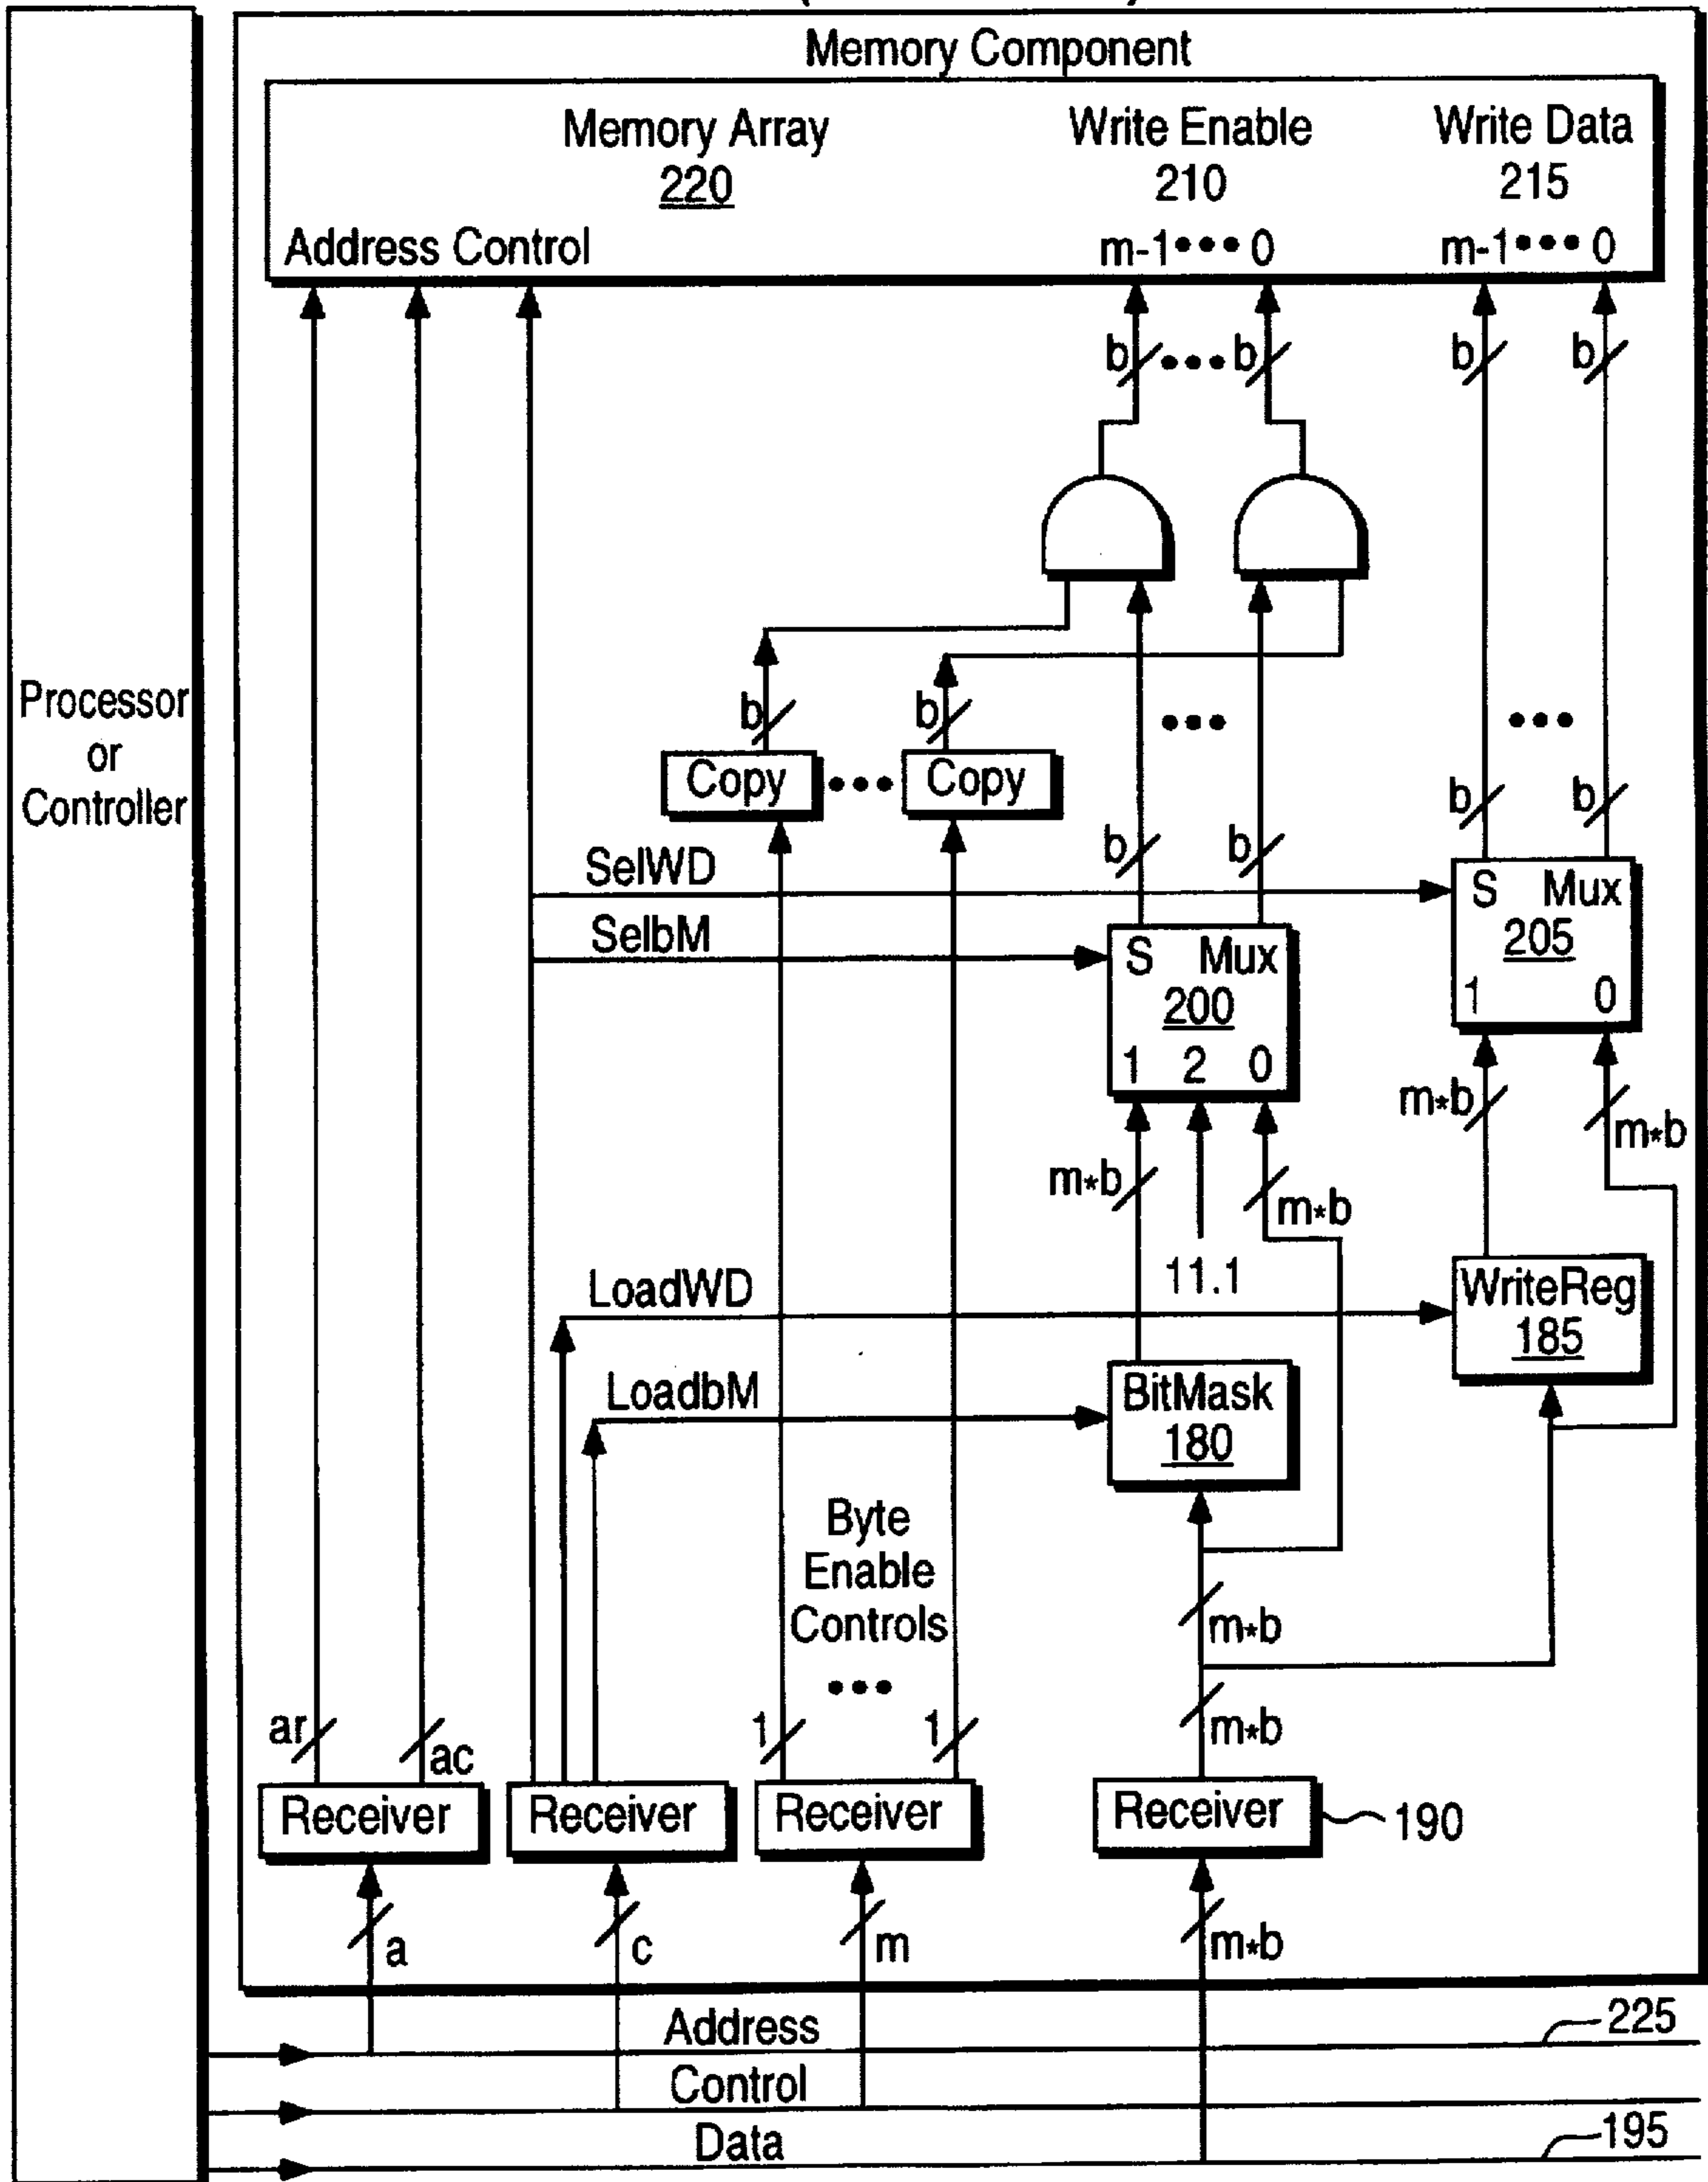 Memory Component
Memory Array
220
Write Enable
210
Write Data
215
Address Control
m-1••• 0
m-1••• 0
b ••• b
b
b
Processor
or
Controller
b
b
•••
•••
Copy ••• Copy
b
b
b
b
SelWD
SelbM
S Mux
205
1 0
S Mux
200
1 2 0
m*b
m*b
m*b
m*b
11.1
LoadWD
WriteReg
185
LoadbM
BitMask
180
Byte
Enable
Controls
•••
m*b
m*b
ar
ac
1
1
Receiver
Receiver
Receiver
Receiver
190
a
c
m
m*b
Address
225
Control
Data
195